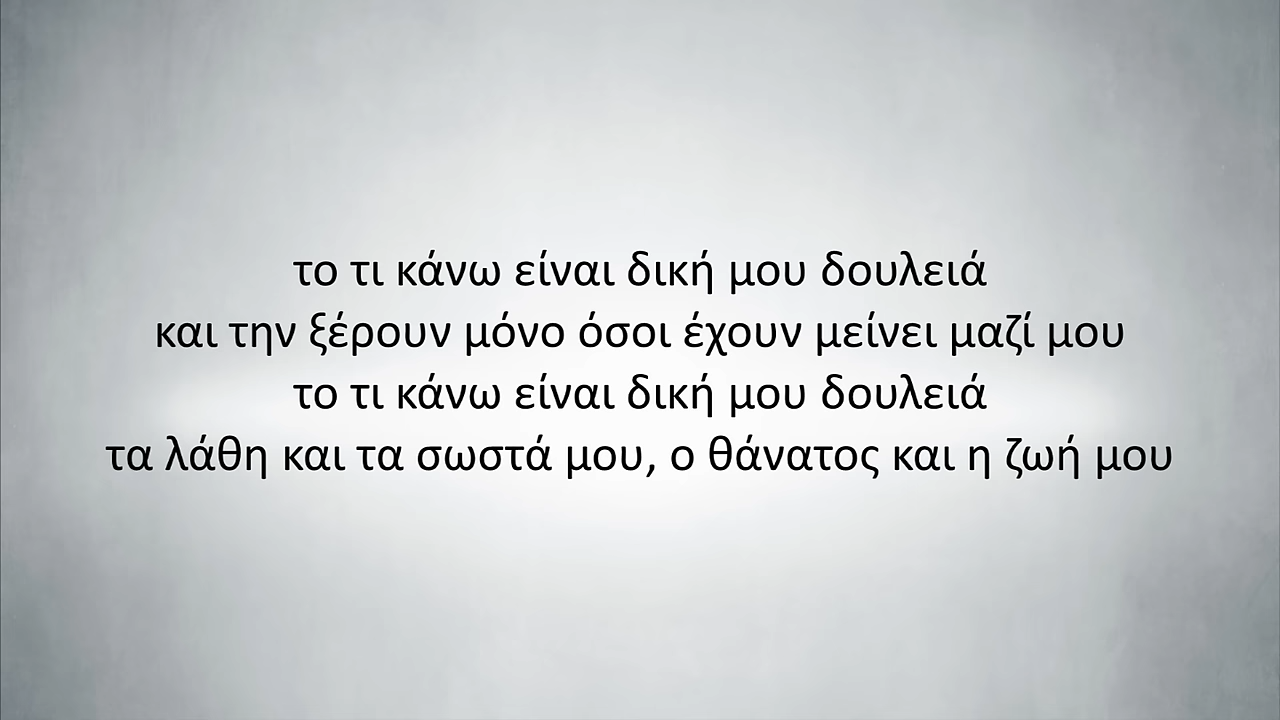 το τι κάνω είναι δική μου δουλειά
και την ξέρουν μόνο όσοι έχουν μείνει μαζί μου
το τι κάνω είναι δική μου δουλειά
τα λάθη και τα σωστά μου, ο θάνατος και η ζωή μου